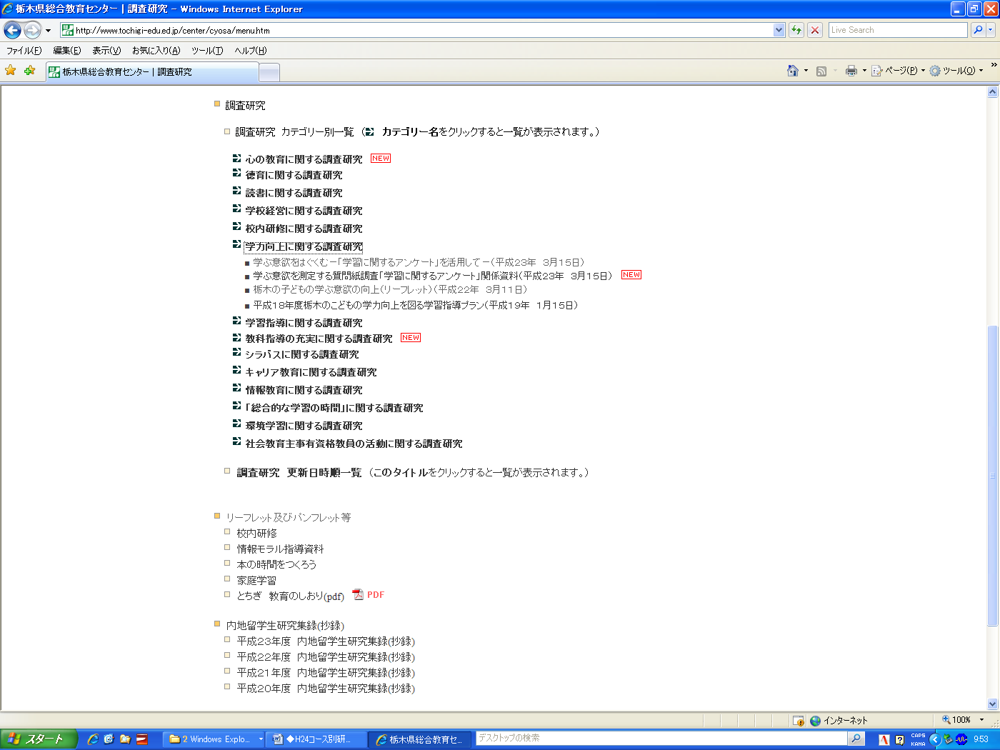 栃木県総合教育センター | 調査研究 - Windows Internet Explorer
http://www.tochigi-edu.ed.jp/center/cyosa/menu.htm
Live Search
ファイル(F) 編集(E) 表示(V) お気に入り(A) ツール(T) ヘルプ(H)
栃木県総合教育センター | 調査研究
ページ(P) ツール(O) »
調査研究
調査研究 カテゴリー別一覧 ( カテゴリー名をクリックすると一覧が表示されます。)
心の教育に関する調査研究 NEW
徳育に関する調査研究
読書に関する調査研究
学校経営に関する調査研究
校内研修に関する調査研究
学力向上に関する調査研究
学ぶ意欲をはぐくむ－「学習に関するアンケート」を活用して－(平成23年 3月15日)
学ぶ意欲を測定する質問紙調査「学習に関するアンケート」関係資料(平成23年 3月15日) NEW
栃木の子どもの学ぶ意欲の向上(リーフレット)(平成22年 3月11日)
平成18年度栃木のこどもの学力向上を図る学習指導プラン(平成19年 1月15日)
学習指導に関する調査研究
教科指導の充実に関する調査研究 NEW
シラバスに関する調査研究
キャリア教育に関する調査研究
情報教育に関する調査研究
「総合的な学習の時間」に関する調査研究
環境学習に関する調査研究
社会教育主事有資格教員の活動に関する調査研究
調査研究 更新日時順一覧 (このタイトルをクリックすると一覧が表示されます。)
リーフレット及びパンフレット等
校内研修
情報モラル指導資料
本の時間をつくろう
家庭学習
とちぎ 教育のしおり(pdf) PDF
内地留学生研究集録(抄録)
平成23年度 内地留学生研究集録(抄録)
平成22年度 内地留学生研究集録(抄録)
平成21年度 内地留学生研究集録(抄録)
平成20年度 内地留学生研究集録(抄録)
インターネット 100%
スタート 2 Windows Explo... ◆H24コース別研... 栃木県総合教育セ... デスクトップの検索 A CAPS KANA 9:53